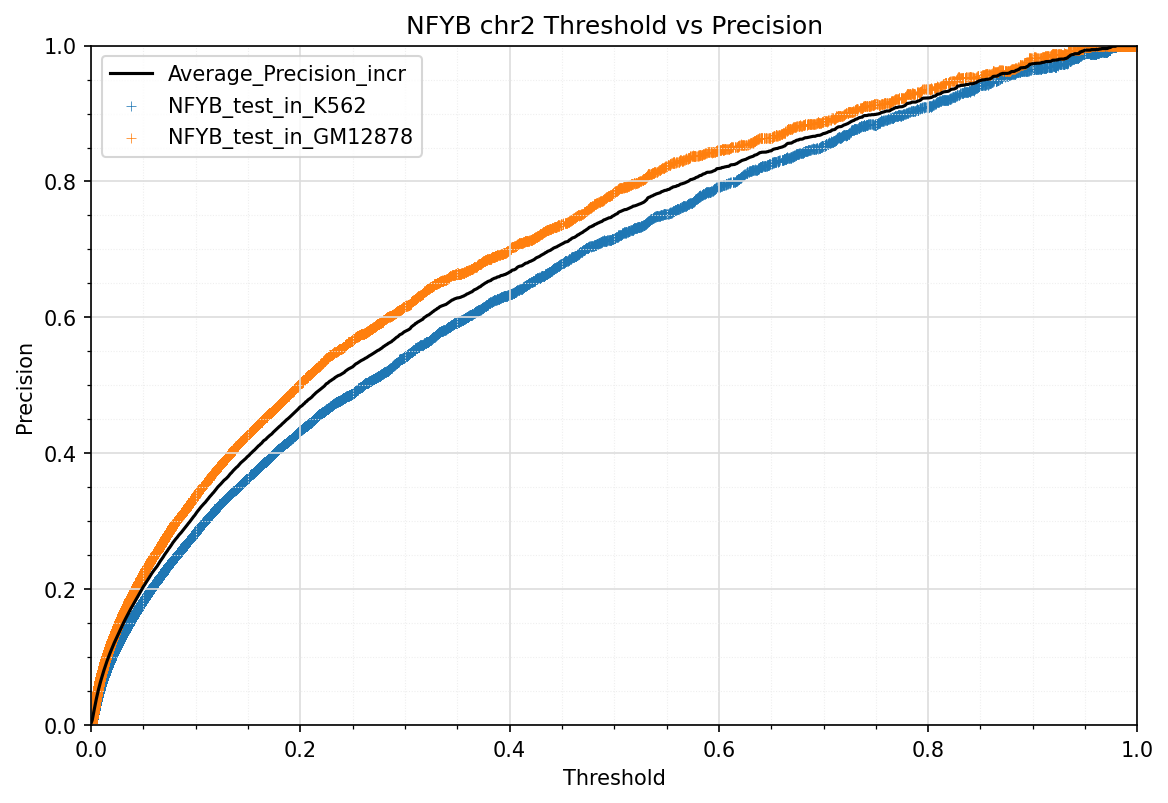 NFYB chr2 Threshold vs Precision
Average_Precision_incr
NFYB_test_in_K562
NFYB_test_in_GM12878
1.0
0.8
0.6
0.4
0.2
0.0
Precision
0.0 0.2 0.4 0.6 0.8 1.0
Threshold